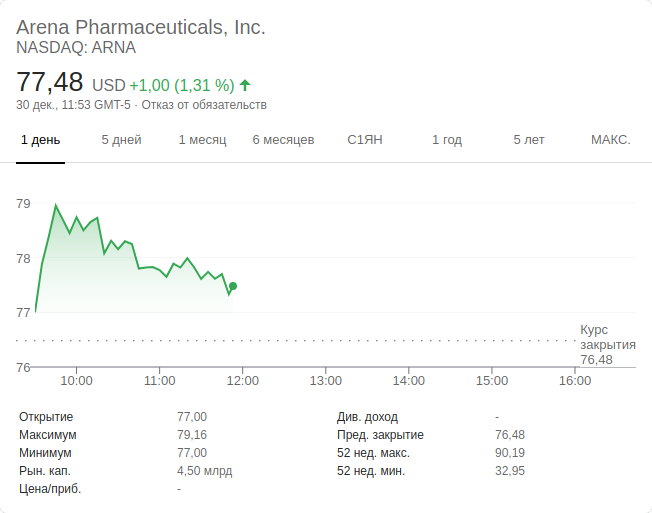 Arena Pharmaceuticals, Inc.
NASDAQ: ARNA
77,48 USD +1,00 (1,31 %)
30 дек., 11:53 GMT-5 · Отказ от обязательств
1 день 5 дней 1 месяц 6 месяцев С1ЯН 1 год 5 лет МАКС.
79
78
77
Курс
закрытия
76,48
76
10:00 11:00 12:00 13:00 14:00 15:00 16:00
Открытие 77,00 Див. доход -
Максимум 79,16 Пред. закрытие 76,48
Минимум 77,00 52 нед. макс. 90,19
Рын. кап. 4,50 млрд 52 нед. мин. 32,95
Цена/приб. -